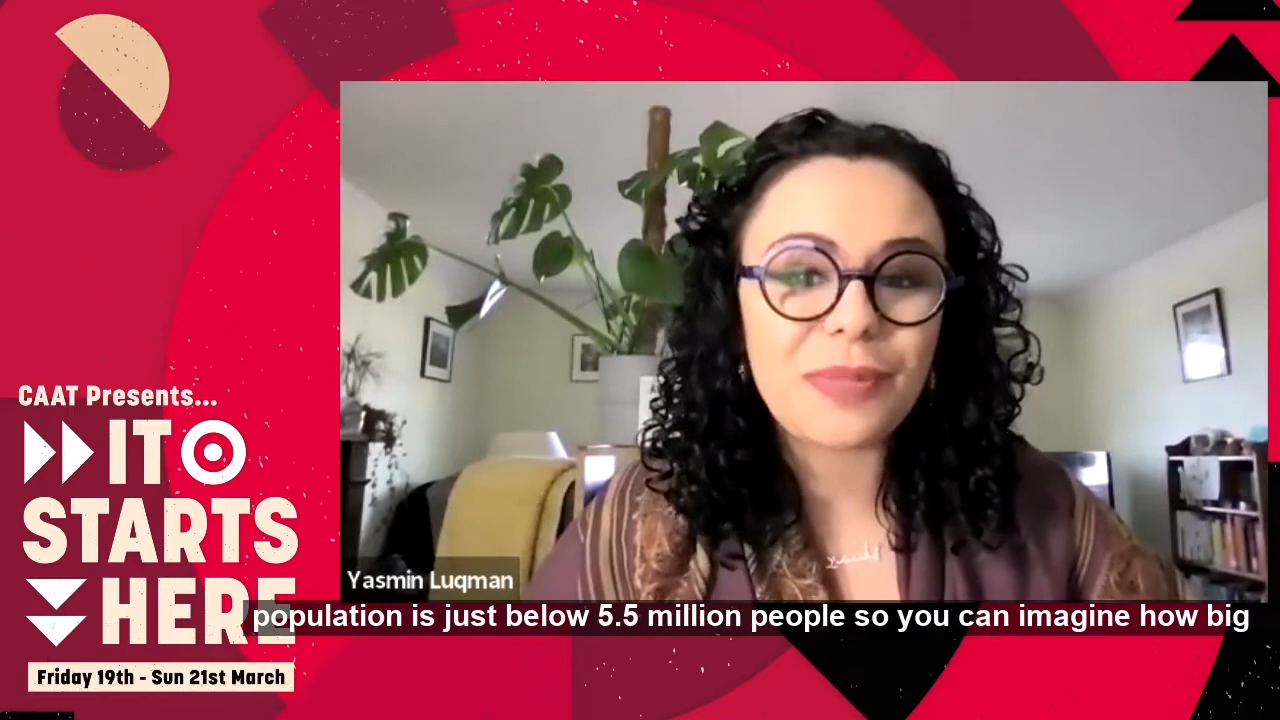 CAAT Presents...
IT
STARTS
HERE
Friday 19th - Sun 21st March
Yasmin Luqman
population is just below 5.5 million people so you can imagine how big